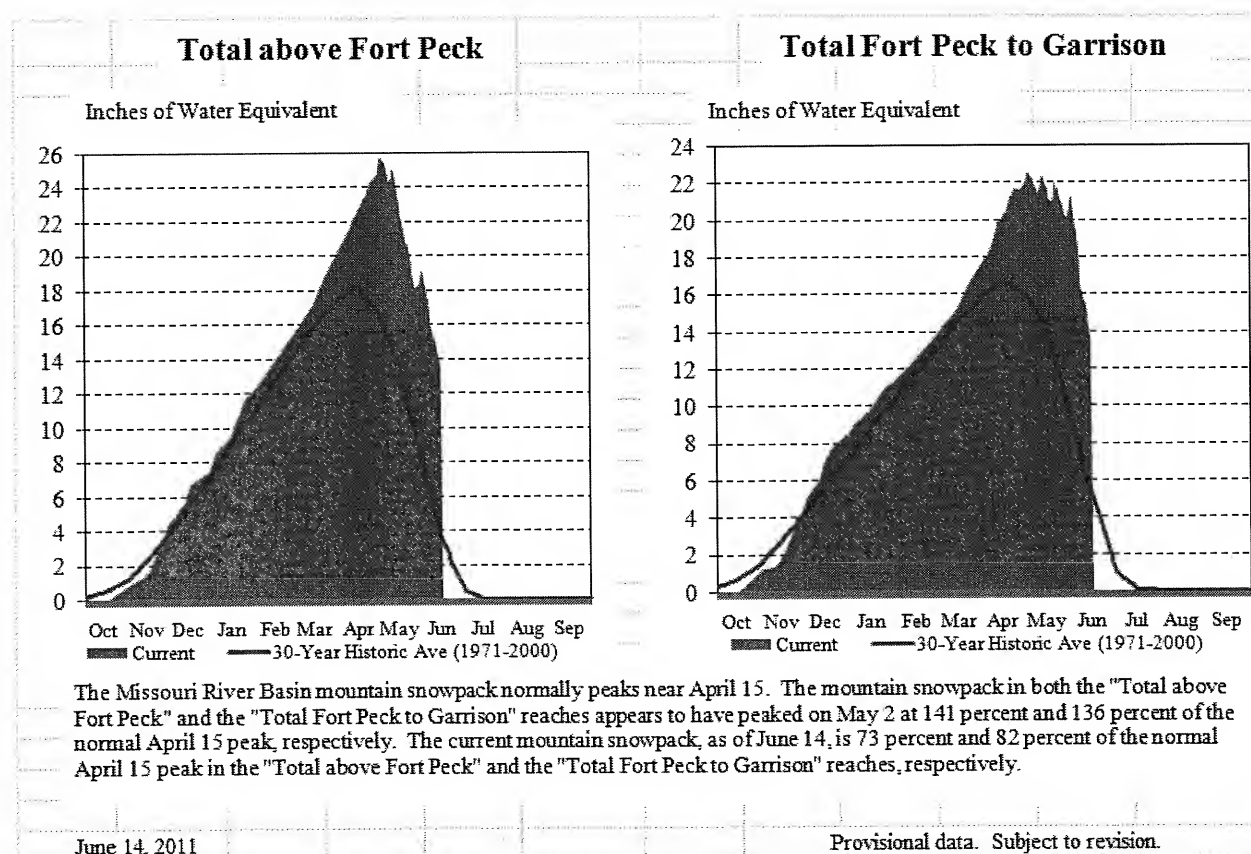 Total above Fort Peck
Inches of Water Equivalent
26
24
22
20
18
16
14
12
10
8
6
4
2
0
Oct Nov Dec Jan Feb Mar Apr May Jun Jul Aug Sep
Current 30-Year Historic Ave (1971-2000)
Total Fort Peck to Garrison
Inches of Water Equivalent
24
22
20
18
16
14
12
10
8
6
4
2
0
Oct Nov Dec Jan Feb Mar Apr May Jun Jul Aug Sep
Current 30-Year Historic Ave (1971-2000)
The Missouri River Basin mountain snowpack normally peaks near April 15. The mountain snowpack in both the "Total above
Fort Peck" and the "Total Fort Peck to Garrison" reaches appears to have peaked on May 2 at 141 percent and 136 percent of the
normal April 15 peak, respectively. The current mountain snowpack, as of June 14, is 73 percent and 82 percent of the normal
April 15 peak in the "Total above Fort Peck" and the "Total Fort Peck to Garrison" reaches, respectively.
June 14, 2011
Provisional data. Subject to revision.